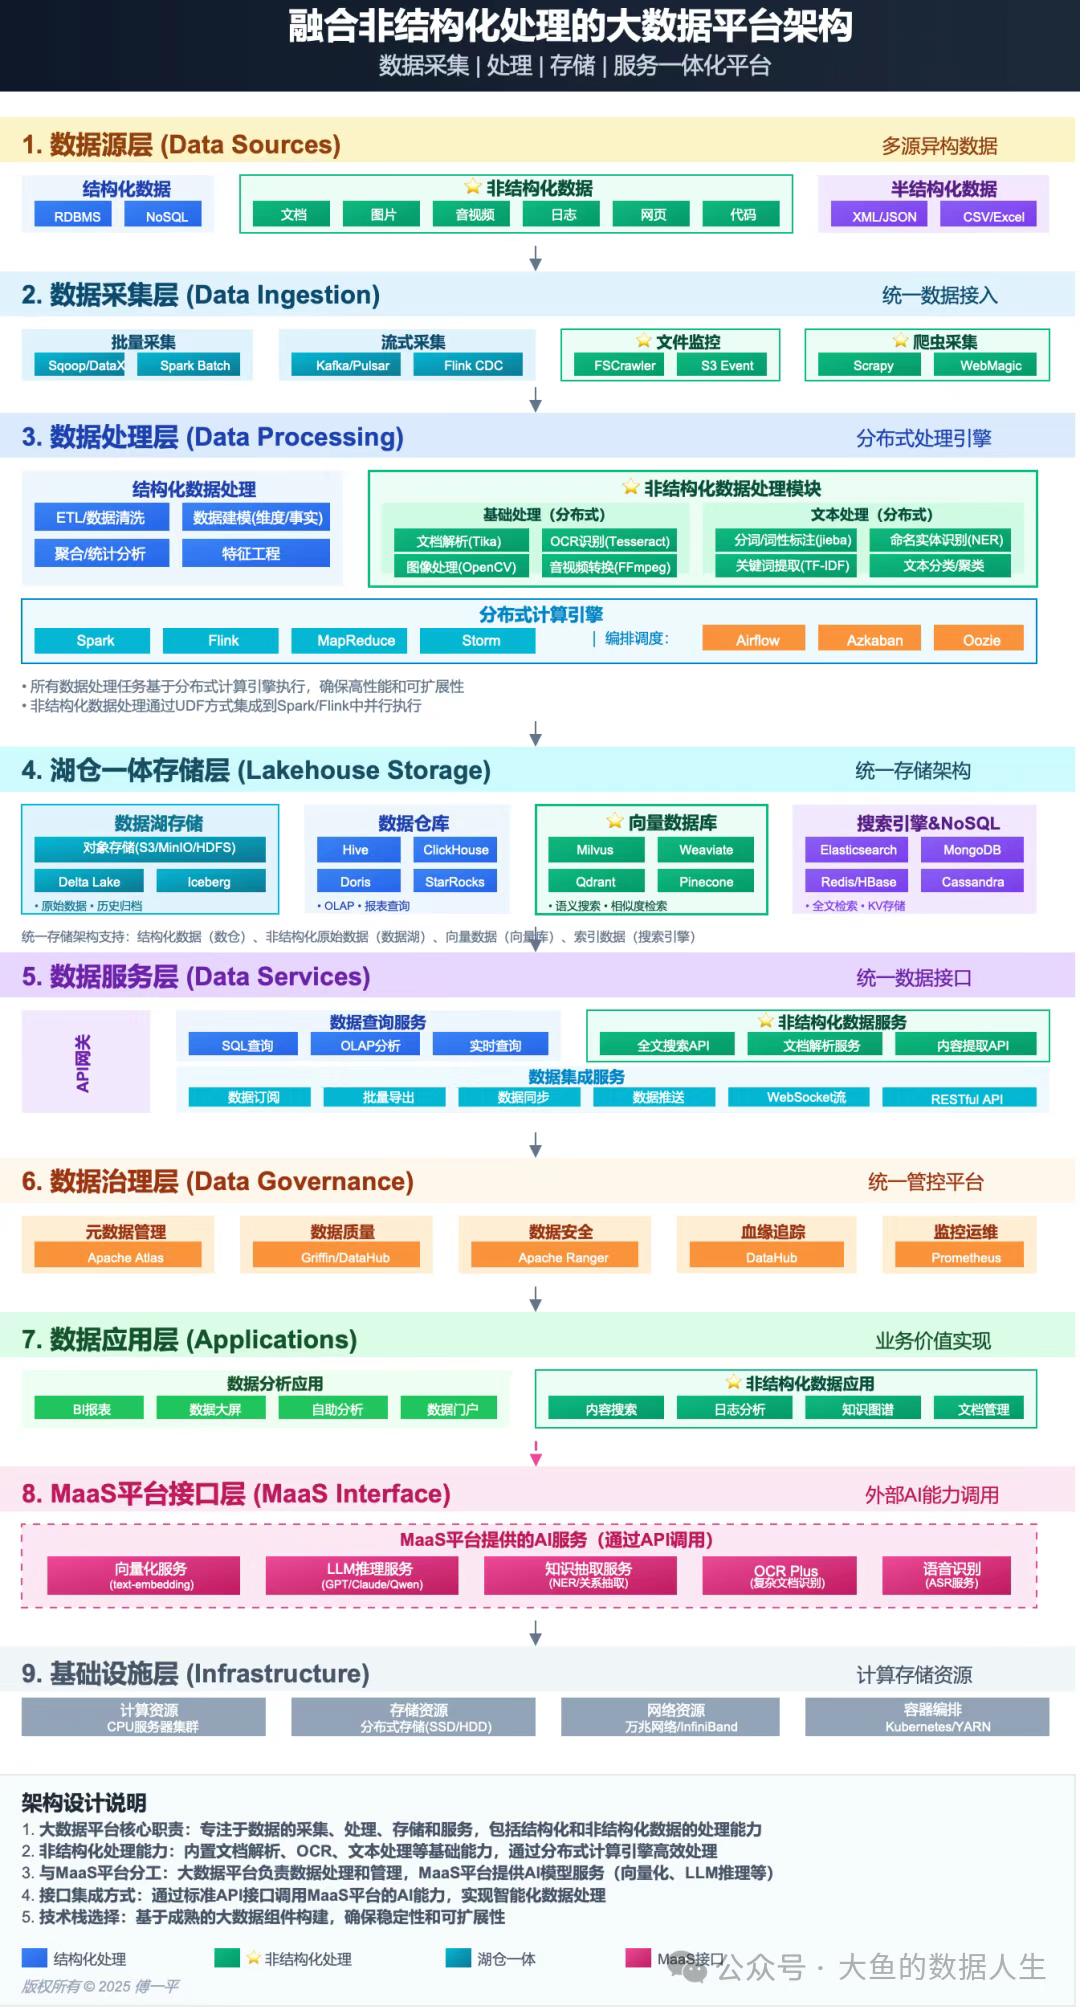 融合非结构化处理的大数据平台架构
数据采集 | 处理 | 存储 | 服务一体化平台
1. 数据源层 (Data Sources)
多源异构数据
结构化数据
RDBMS
NoSQL
非结构化数据
文档
图片
音视频
日志
网页
代码
半结构化数据
XML/JSON
CSV/Excel
2. 数据采集层 (Data Ingestion)
统一数据接入
批量采集
Sqoop/DataX
Spark Batch
流式采集
Kafka/Pulsar
Flink CDC
文件监控
FSCrawler
S3 Event
爬虫采集
Scrapy
WebMagic
3. 数据处理层 (Data Processing)
分布式处理引擎
结构化数据处理
ETL/数据清洗
数据建模(维度/事实)
聚合/统计分析
特征工程
非结构化数据处理模块
基础处理（分布式）
文档解析(Tika)
OCR识别(Tesseract)
图像处理(OpenCV)
音视频转换(FFmpeg)
文本处理（分布式）
分词/词性标注(jieba)
命名实体识别(NER)
关键词提取(TF-IDF)
文本分类/聚类
分布式计算引擎
Spark
Flink
MapReduce
Storm
| 编排调度：
Airflow
Azkaban
Oozie
• 所有数据处理任务基于分布式计算引擎执行，确保高性能和可扩展性
• 非结构化数据处理通过UDF方式集成到Spark/Flink中并行执行
4. 湖仓一体存储层 (Lakehouse Storage)
统一存储架构
数据湖存储
对象存储(S3/MinIO/HDFS)
Delta Lake
Iceberg
• 原始数据 • 历史归档
数据仓库
Hive
ClickHouse
Doris
StarRocks
• OLAP • 报表查询
向量数据库
Milvus
Weaviate
Qdrant
Pinecone
• 语义搜索 • 相似度检索
搜索引擎&NoSQL
Elasticsearch
MongoDB
Redis/HBase
Cassandra
• 全文检索 • KV存储
统一存储架构支持：结构化数据（数仓）、非结构化原始数据（数据湖）、向量数据（向量库）、索引数据（搜索引擎）
5. 数据服务层 (Data Services)
统一数据接口
API网关
数据查询服务
SQL查询
OLAP分析
实时查询
非结构化数据服务
全文搜索API
文档解析服务
内容提取API
数据集成服务
数据订阅
批量导出
数据同步
数据推送
WebSocket流
RESTful API
6. 数据治理层 (Data Governance)
统一管控平台
元数据管理
Apache Atlas
数据质量
Griffin/DataHub
数据安全
Apache Ranger
血缘追踪
DataHub
监控运维
Prometheus
7. 数据应用层 (Applications)
业务价值实现
数据分析应用
BI报表
数据大屏
自助分析
数据门户
非结构化数据应用
内容搜索
日志分析
知识图谱
文档管理
8. MaaS平台接口层 (MaaS Interface)
外部AI能力调用
MaaS平台提供的AI服务（通过API调用）
向量化服务
(text-embedding)
LLM推理服务
(GPT/Claude/Qwen)
知识抽取服务
(NER/关系抽取)
OCR Plus
(复杂文档识别)
语音识别
(ASR服务)
9. 基础设施层 (Infrastructure)
计算存储资源
计算资源
CPU服务器集群
存储资源
分布式存储(SSD/HDD)
网络资源
万兆网络/InfiniBand
容器编排
Kubernetes/YARN
架构设计说明
1. 大数据平台核心职责：专注于数据的采集、处理、存储和服务，包括结构化和非结构化数据的处理能力
2. 非结构化处理能力：内置文档解析、OCR、文本处理等基础能力，通过分布式计算引擎高效处理
3. 与MaaS平台分工：大数据平台负责数据处理和管理，MaaS平台提供AI模型服务（向量化、LLM推理等）
4. 接口集成方式：通过标准API接口调用MaaS平台的AI能力，实现智能化数据处理
5. 技术栈选择：基于成熟的大数据组件构建，确保稳定性和可扩展性
结构化处理
非结构化处理
湖仓一体
MaaS接口
公众号 · 大鱼的数据人生
版权所有 © 2025 傅一平